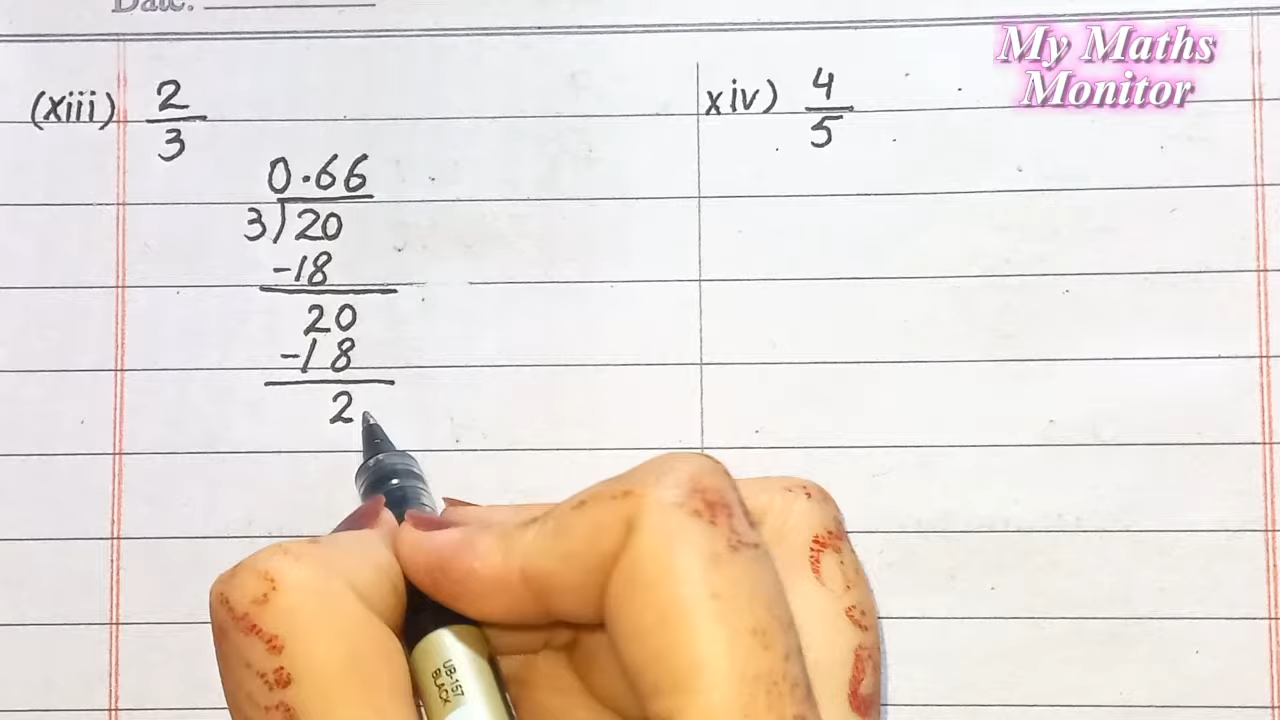 Date:
My Maths
Monitor
(xiii) 2/3
0.66
3)20
-18
20
-18
2
xiv) 4/5
UB-157
BLACK